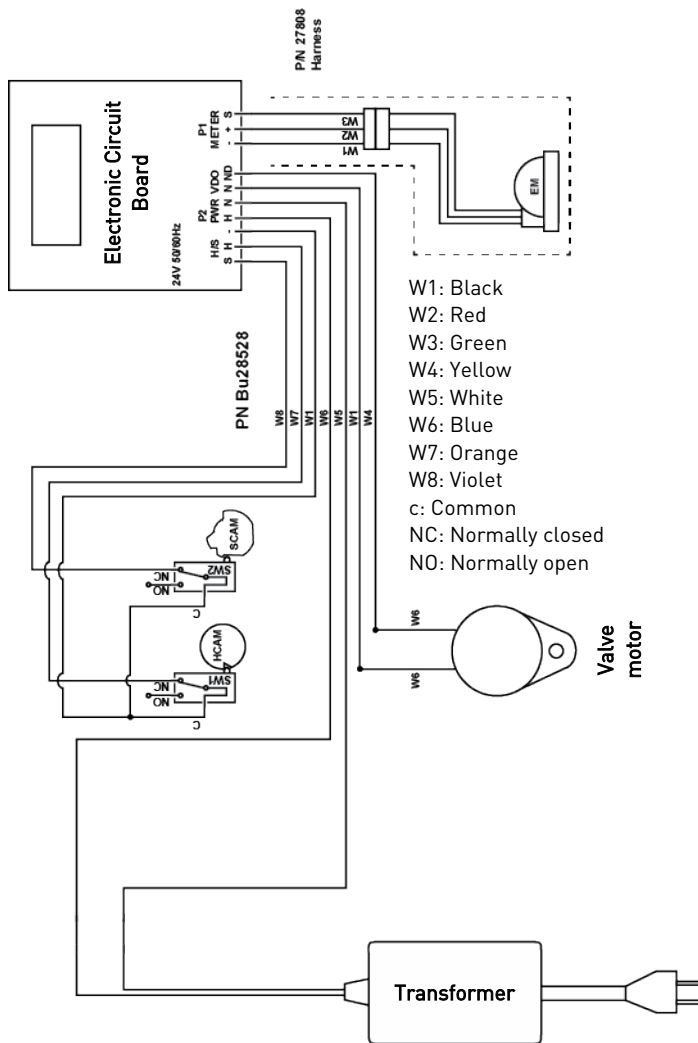 P/N 27808
Harness
Electronic Circuit
Board
24V 50/60Hz
P1
METER
- + S
W1
W2
W3
EM
P2
H/S
PWR
VDO
S H - H N N ND
PN Bu28528
W8
W7
W1
W6
W5
W1
W4
W1: Black
W2: Red
W3: Green
W4: Yellow
W5: White
W6: Blue
W7: Orange
W8: Violet
c: Common
NC: Normally closed
NO: Normally open
SCAM
SW2
NC
NO
C
HCAM
SW1
NC
NO
C
W6
W6
Valve
motor
Transformer